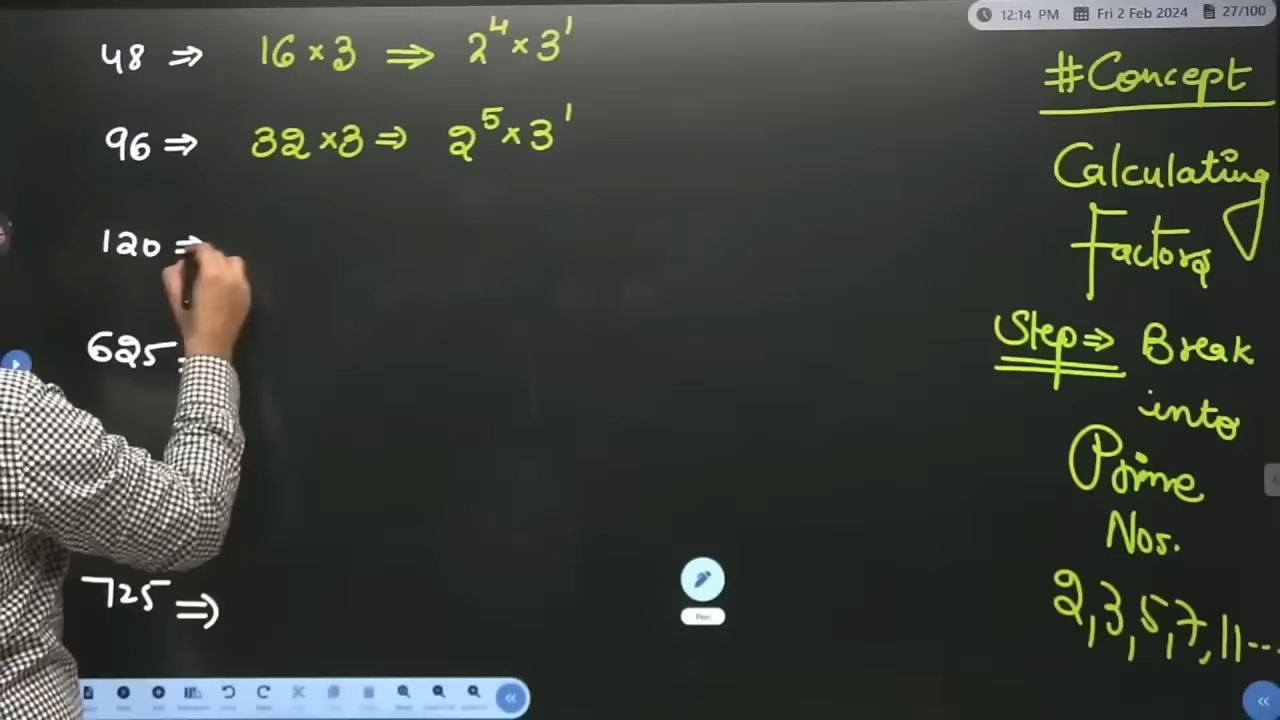 12:14 PM Fri 2 Feb 2024 27/100
48 ⇒ 16 × 3 ⇒ 2⁴ × 3¹
96 ⇒ 32 × 3 ⇒ 2⁵ × 3¹
120 ⇒
625
725 ⇒
#Concept
Calculating
Factors
Step ⇒ Break
into
Prime
Nos.
2, 3, 5, 7, 11...
Pen